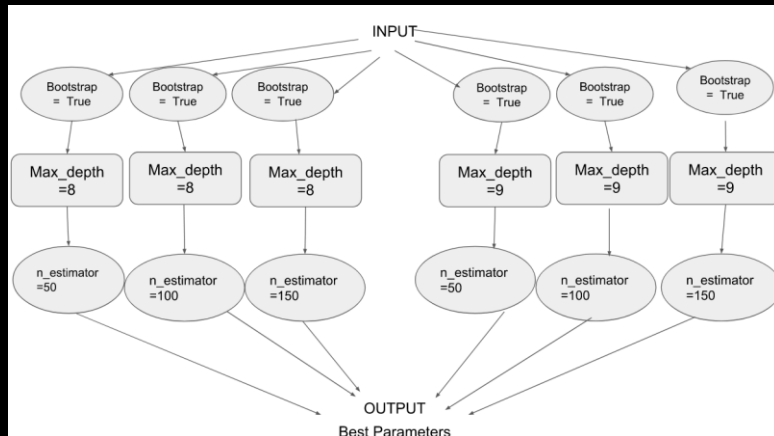 INPUT
Bootstrap
= True
Bootstrap
= True
Bootstrap
= True
Bootstrap
= True
Bootstrap
= True
Bootstrap
= True
Max_depth
=8
Max_depth
=8
Max_depth
=8
Max_depth
=9
Max_depth
=9
Max_depth
=9
n_estimator
=50
n_estimator
=100
n_estimator
=150
n_estimator
=50
n_estimator
=100
n_estimator
=150
OUTPUT
Best Parameters